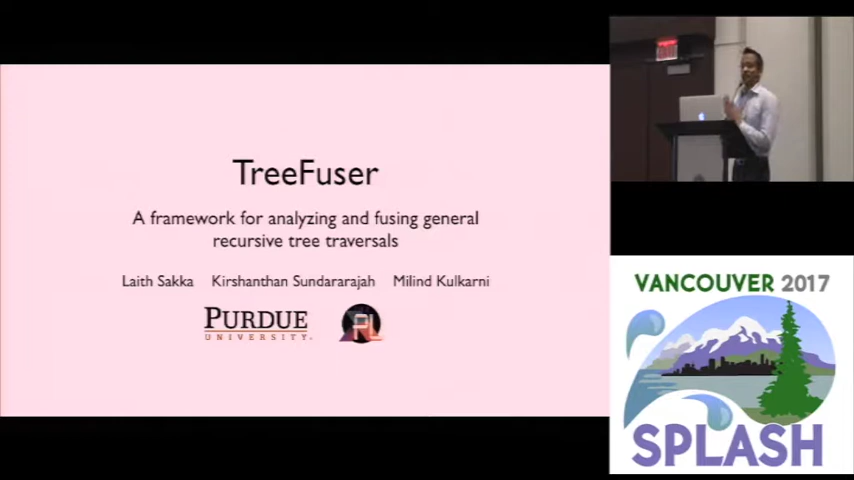 TreeFuser
A framework for analyzing and fusing general
recursive tree traversals
Laith Sakka Kirshanthan Sundararajah Milind Kulkarni
PURDUE
UNIVERSITY.
PL
VANCOUVER 2017
SPLASH